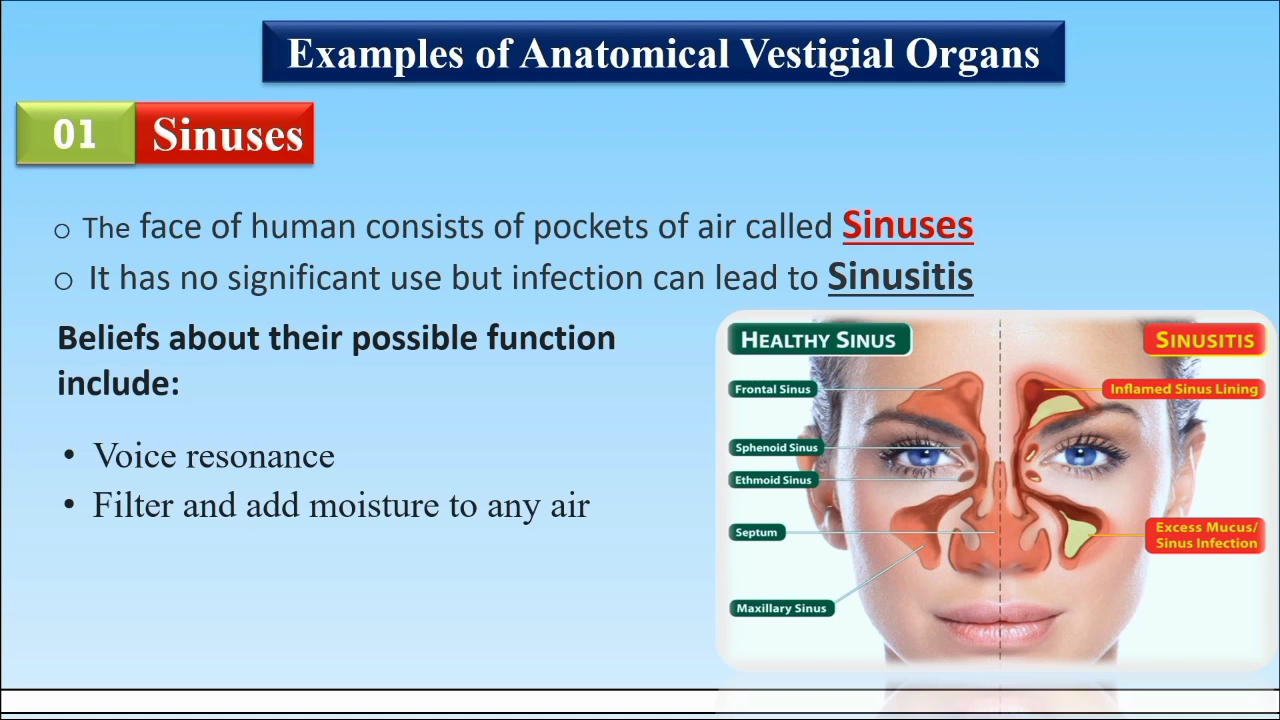 Examples of Anatomical Vestigial Organs
01 Sinuses
The face of human consists of pockets of air called Sinuses
It has no significant use but infection can lead to Sinusitis
Beliefs about their possible function
include:
• Voice resonance
• Filter and add moisture to any air
HEALTHY SINUS
Frontal Sinus
Sphenoid Sinus
Ethmoid Sinus
Septum
Maxillary Sinus
SINUSITIS
Inflamed Sinus Lining
Excess Mucus/
Sinus Infection